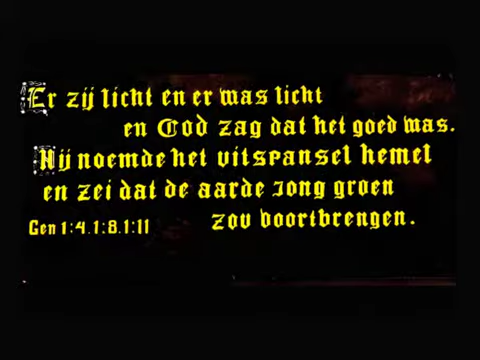 Er zij licht en er was licht
en God zag dat het goed was.
Hij noemde het uitspansel hemel
en zei dat de aarde jong groen
zou voortbrengen.
Gen 1:4.1:8.1:11